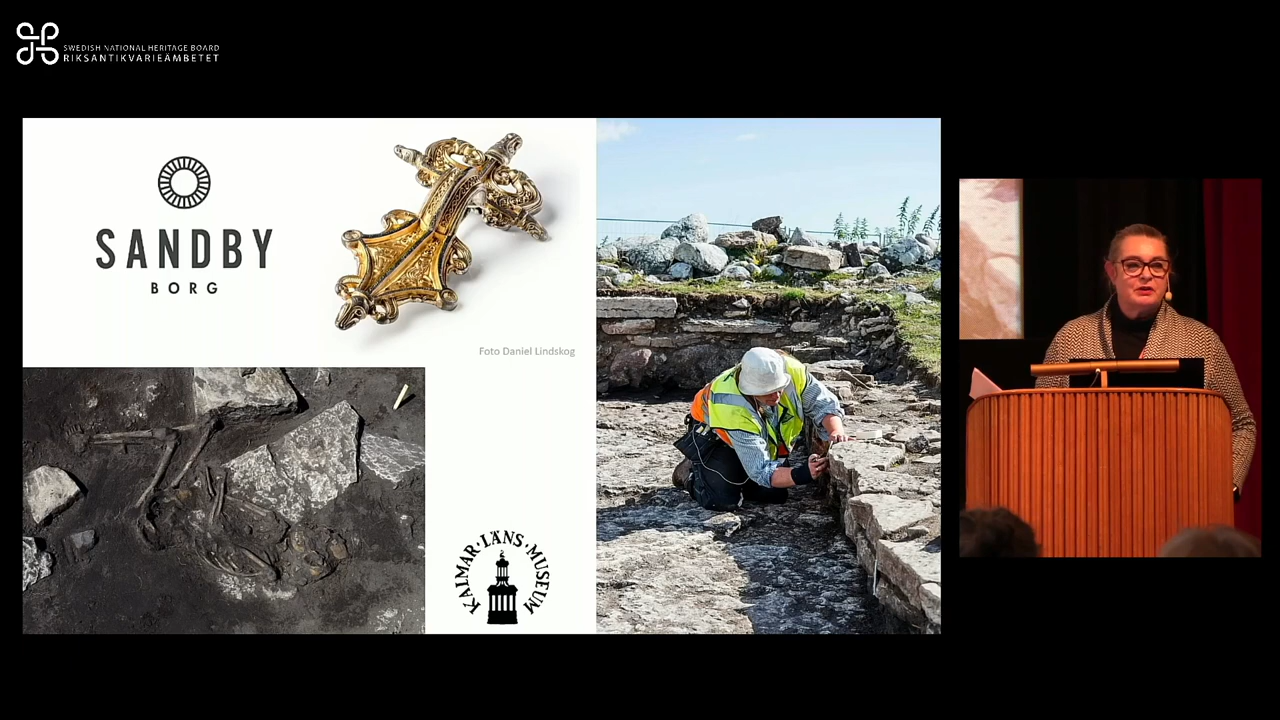 SWEDISH NATIONAL HERITAGE BOARD
RIKSANTIKVARIEÄMBETET
SANDBY
BORG
Foto Daniel Lindskog
KALMAR·LÄNS·MUSEUM